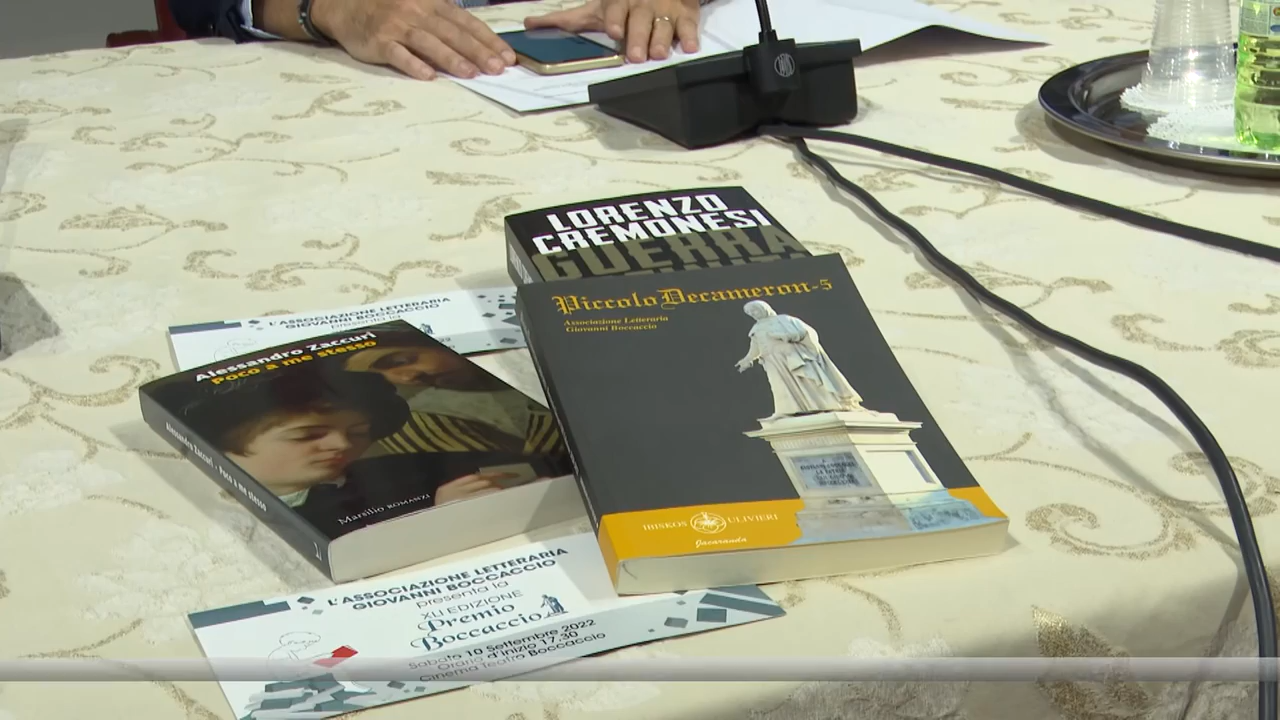 LORENZO
CREMONESI
GUERRA
Piccolo Decameron-5
Associazione Letteraria
Giovanni Boccaccio
IBISKOS ULIVIERI
Jacaranda
L'ASSOCIAZIONE LETTERARIA
GIOVANNI BOCCACCIO
presenta la
Alessandro Zaccuri
Poco a me stesso
Alessandro Zaccuri - Poco a me stesso
Marsilio ROMANZI
L'ASSOCIAZIONE LETTERARIA
GIOVANNI BOCCACCIO
presenta la
XLI EDIZIONE
Premio
Boccaccio
Sabato 10 Settembre 2022
Orario d'inizio 17.30
Cinema Teatro Boccaccio